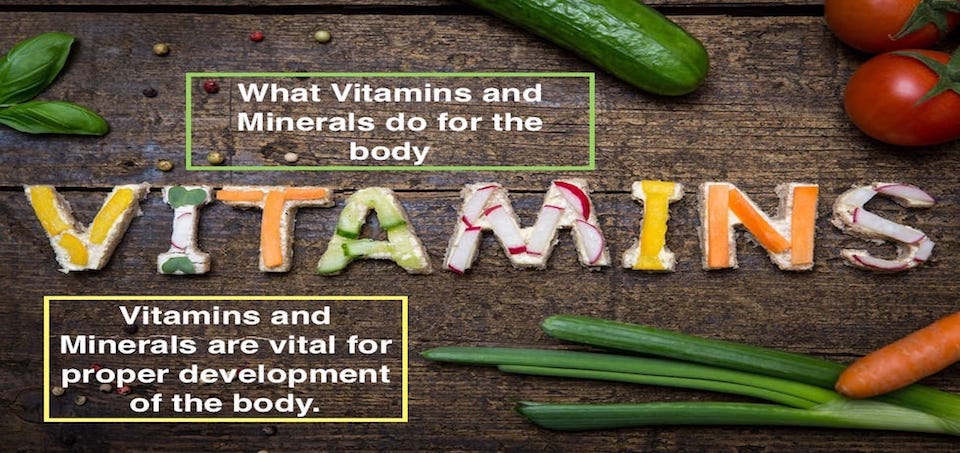 What Vitamins and
Minerals do for the
body
VITAMINS
Vitamins and
Minerals are vital for
proper development
of the body.